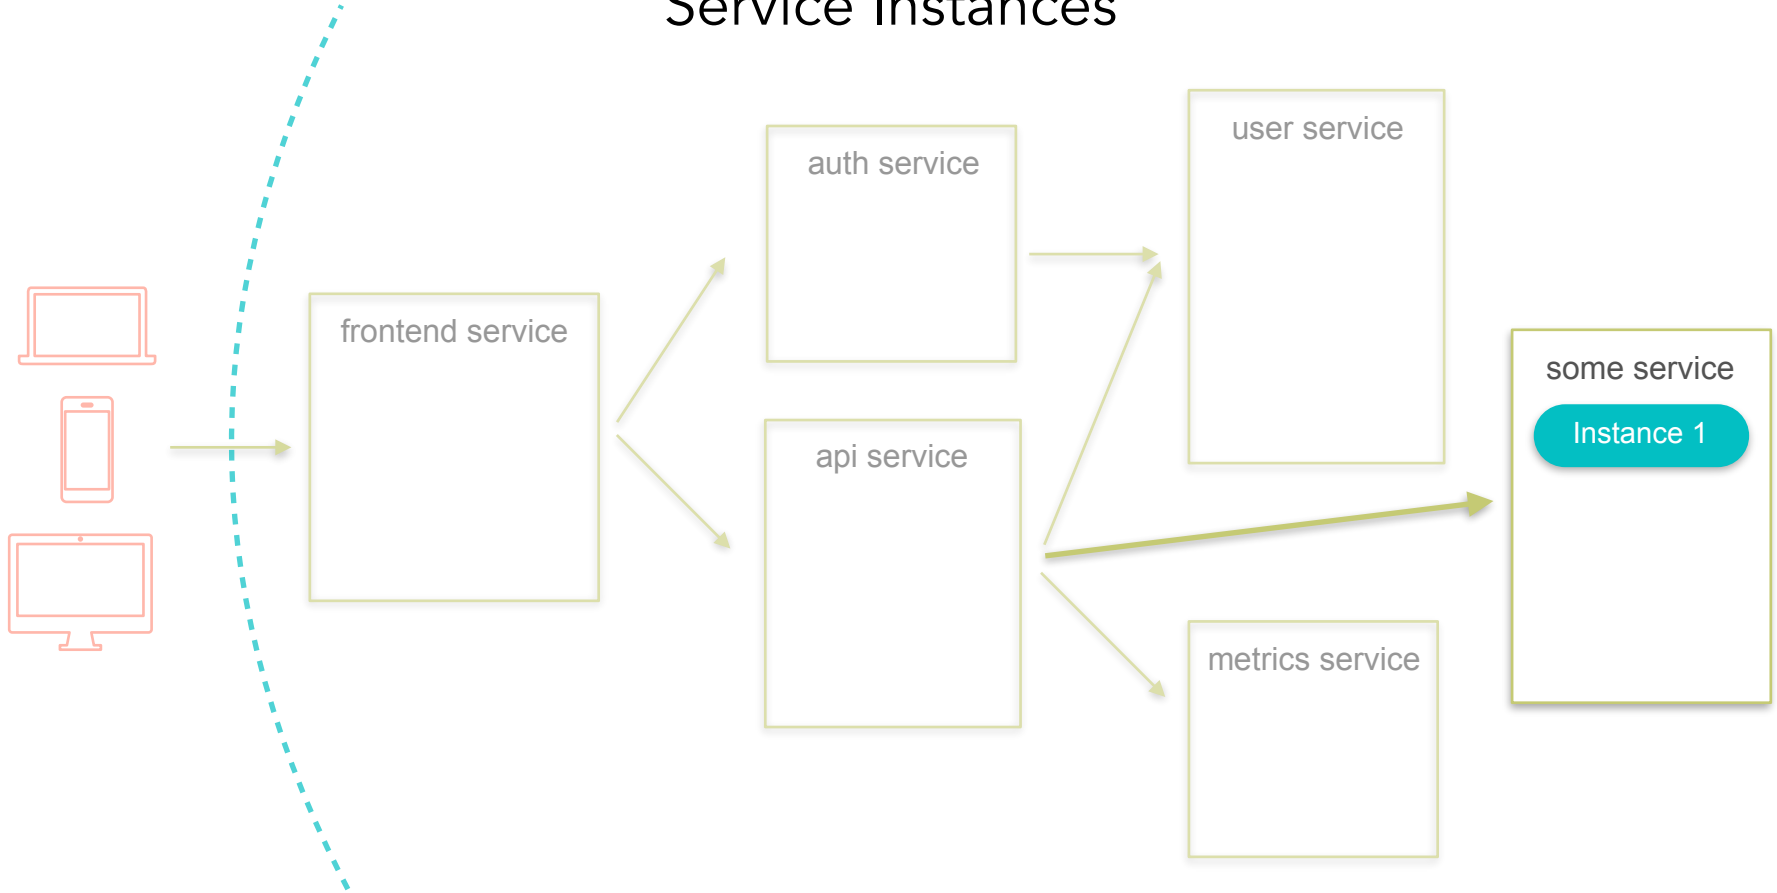 Service Instances
user service
auth service
frontend service
some service
Instance 1
api service
metrics service